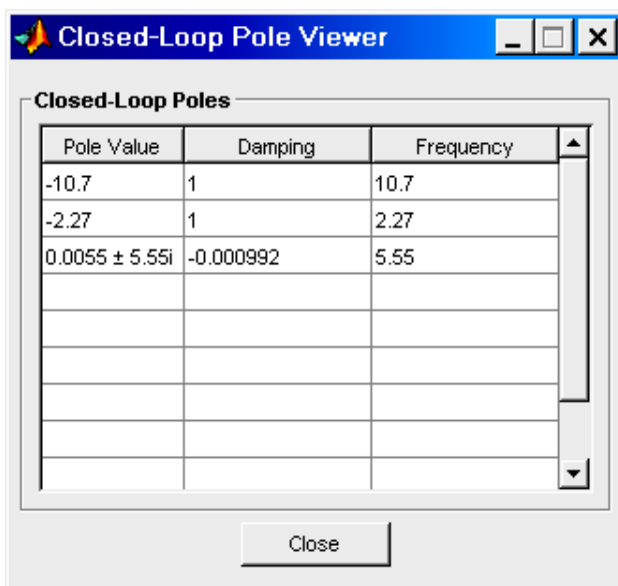 Closed-Loop Pole Viewer
Closed-Loop Poles
Pole Value Damping Frequency
-10.7 1 10.7
-2.27 1 2.27
0.0055 ± 5.55i -0.000992 5.55
Close